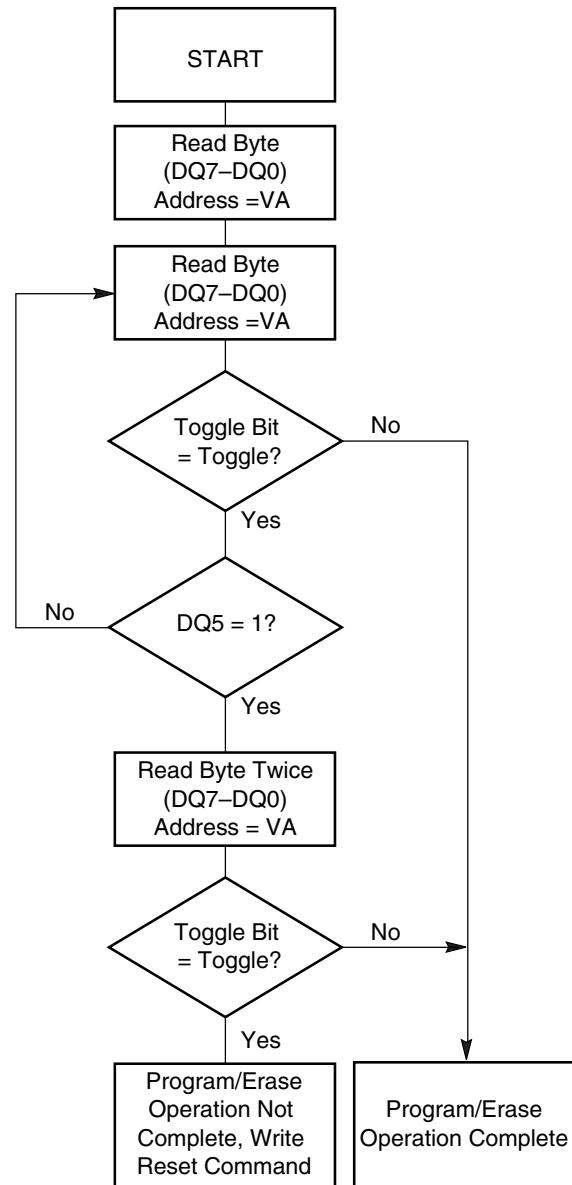 START
Read Byte
(DQ7–DQ0)
Address =VA
Read Byte
(DQ7–DQ0)
Address =VA
Toggle Bit
= Toggle?
No
Yes
No
DQ5 = 1?
Yes
Read Byte Twice
(DQ7–DQ0)
Address = VA
Toggle Bit
= Toggle?
No
Yes
Program/Erase
Operation Not
Complete, Write
Reset Command
Program/Erase
Operation Complete